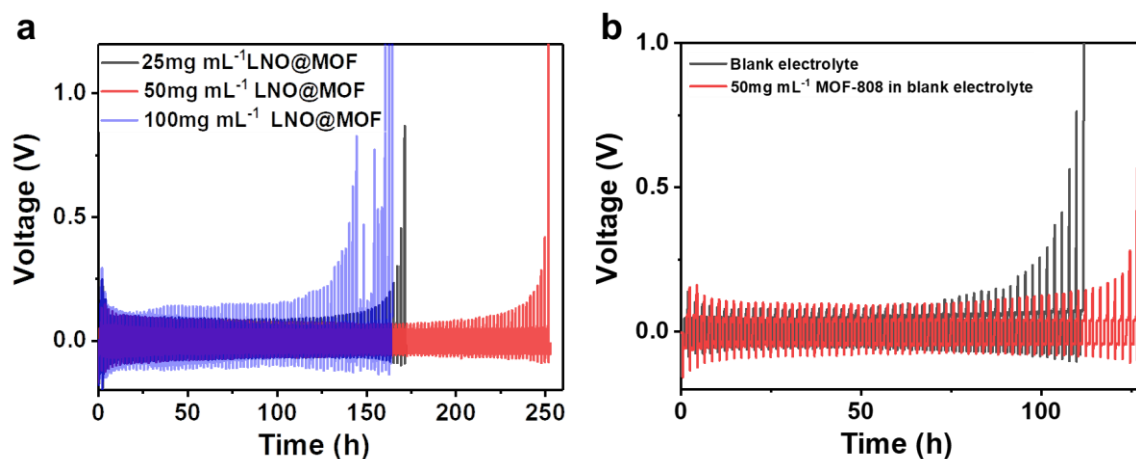 a
25mg mL⁻¹LNO@MOF
50mg mL⁻¹ LNO@MOF
100mg mL⁻¹ LNO@MOF
Voltage (V)
1.0
0.5
0.0
0 50 100 150 200 250
Time (h)
b
Blank electrolyte
50mg mL⁻¹ MOF-808 in blank electrolyte
Voltage (V)
1.0
0.5
0.0
0 50 100
Time (h)